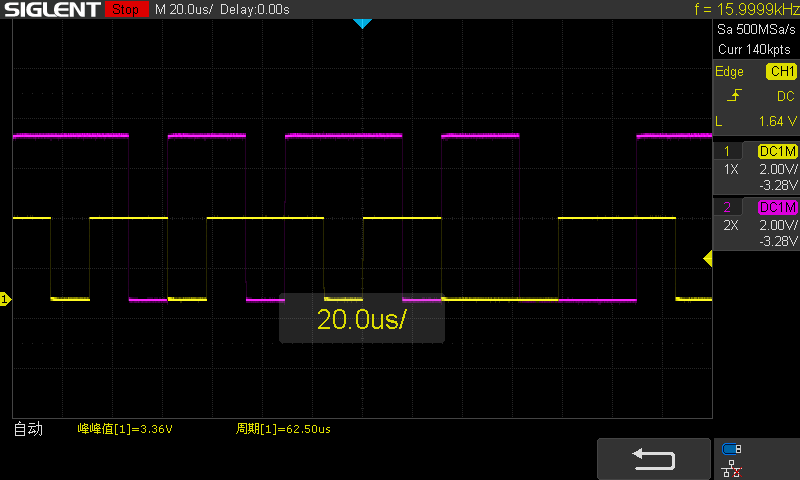 SIGLENT Stop M 20.0us/ Delay:0.00s f = 15.9999kHz
Sa 500MSa/s
Curr 140kpts
Edge CH1
DC
L 1.64 V
1 DC1M
1X 2.00V/
-3.28V
2 DC1M
2X 2.00V/
-3.28V
1
20.0us/
自动 峰峰值[1]=3.36V 周期[1]=62.50us